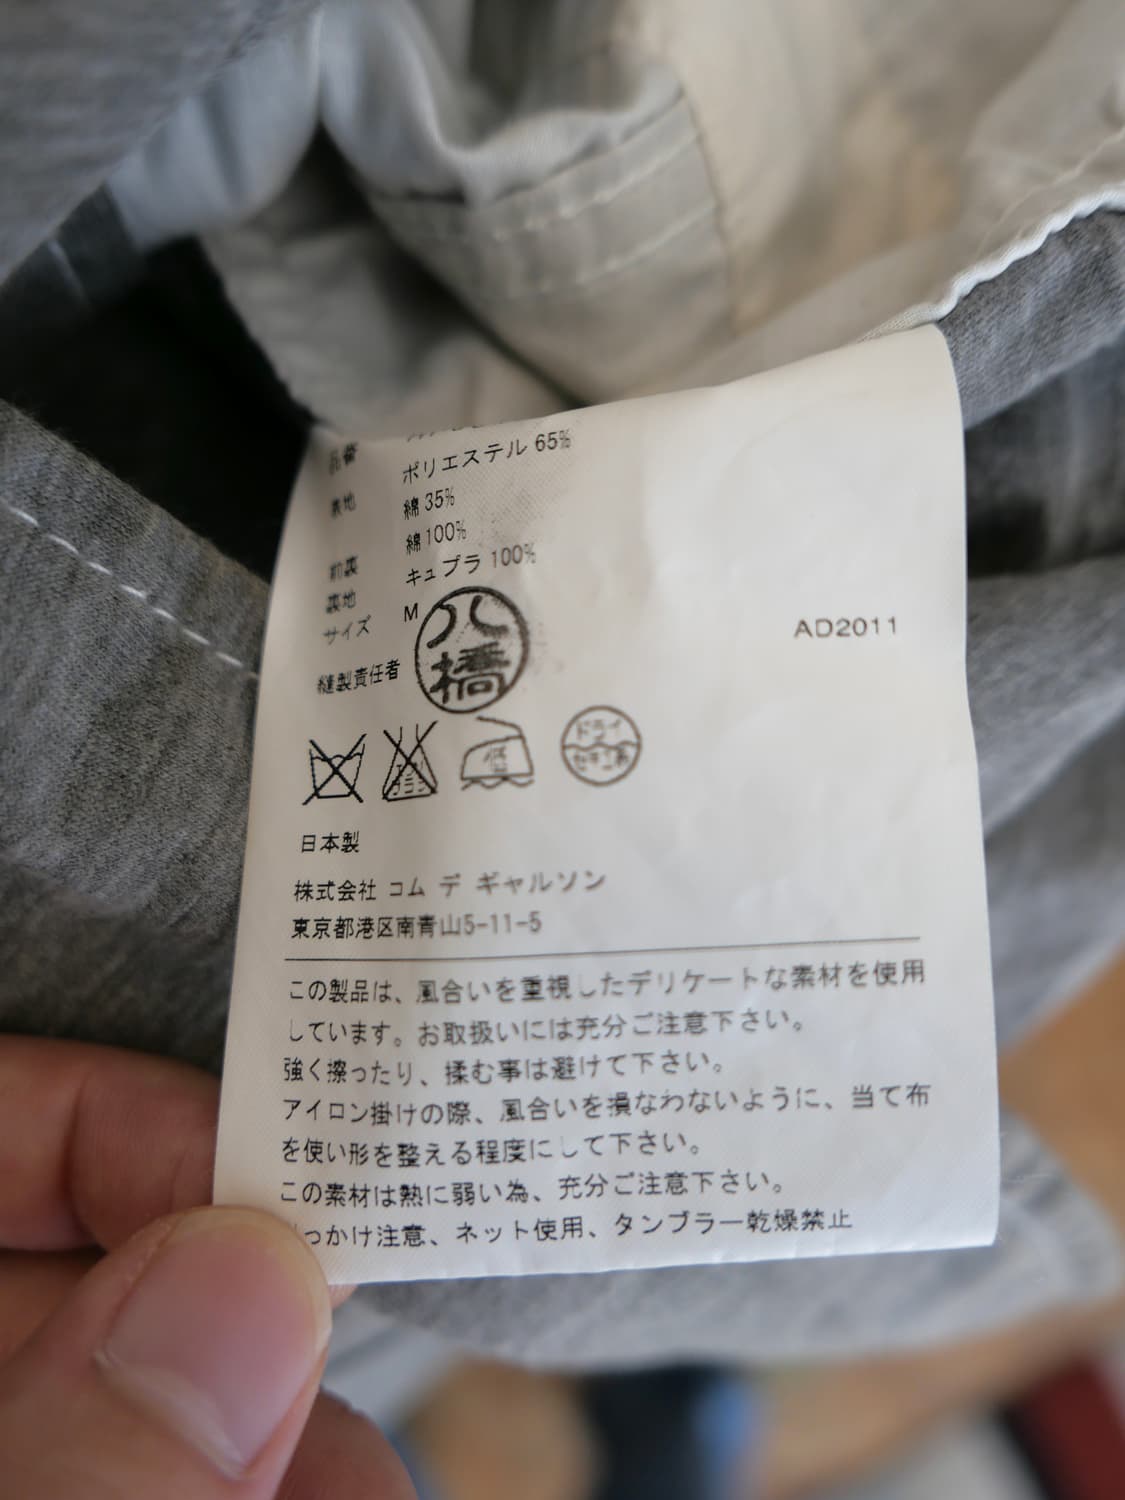 品番
表地 ポリエステル 65%
綿 35%
綿 100%
前裏 キュプラ 100%
裏地
サイズ M
縫製責任者 八橋
AD2011
低
ドライ
セキユ系
日本製
株式会社 コム デ ギャルソン
東京都港区南青山5-11-5
この製品は、風合いを重視したデリケートな素材を使用
しています。お取扱いには充分ご注意下さい。
強く擦ったり、揉む事は避けて下さい。
アイロン掛けの際、風合いを損なわないように、当て布
を使い形を整える程度にして下さい。
この素材は熱に弱い為、充分ご注意下さい。
っかけ注意、ネット使用、タンブラー乾燥禁止